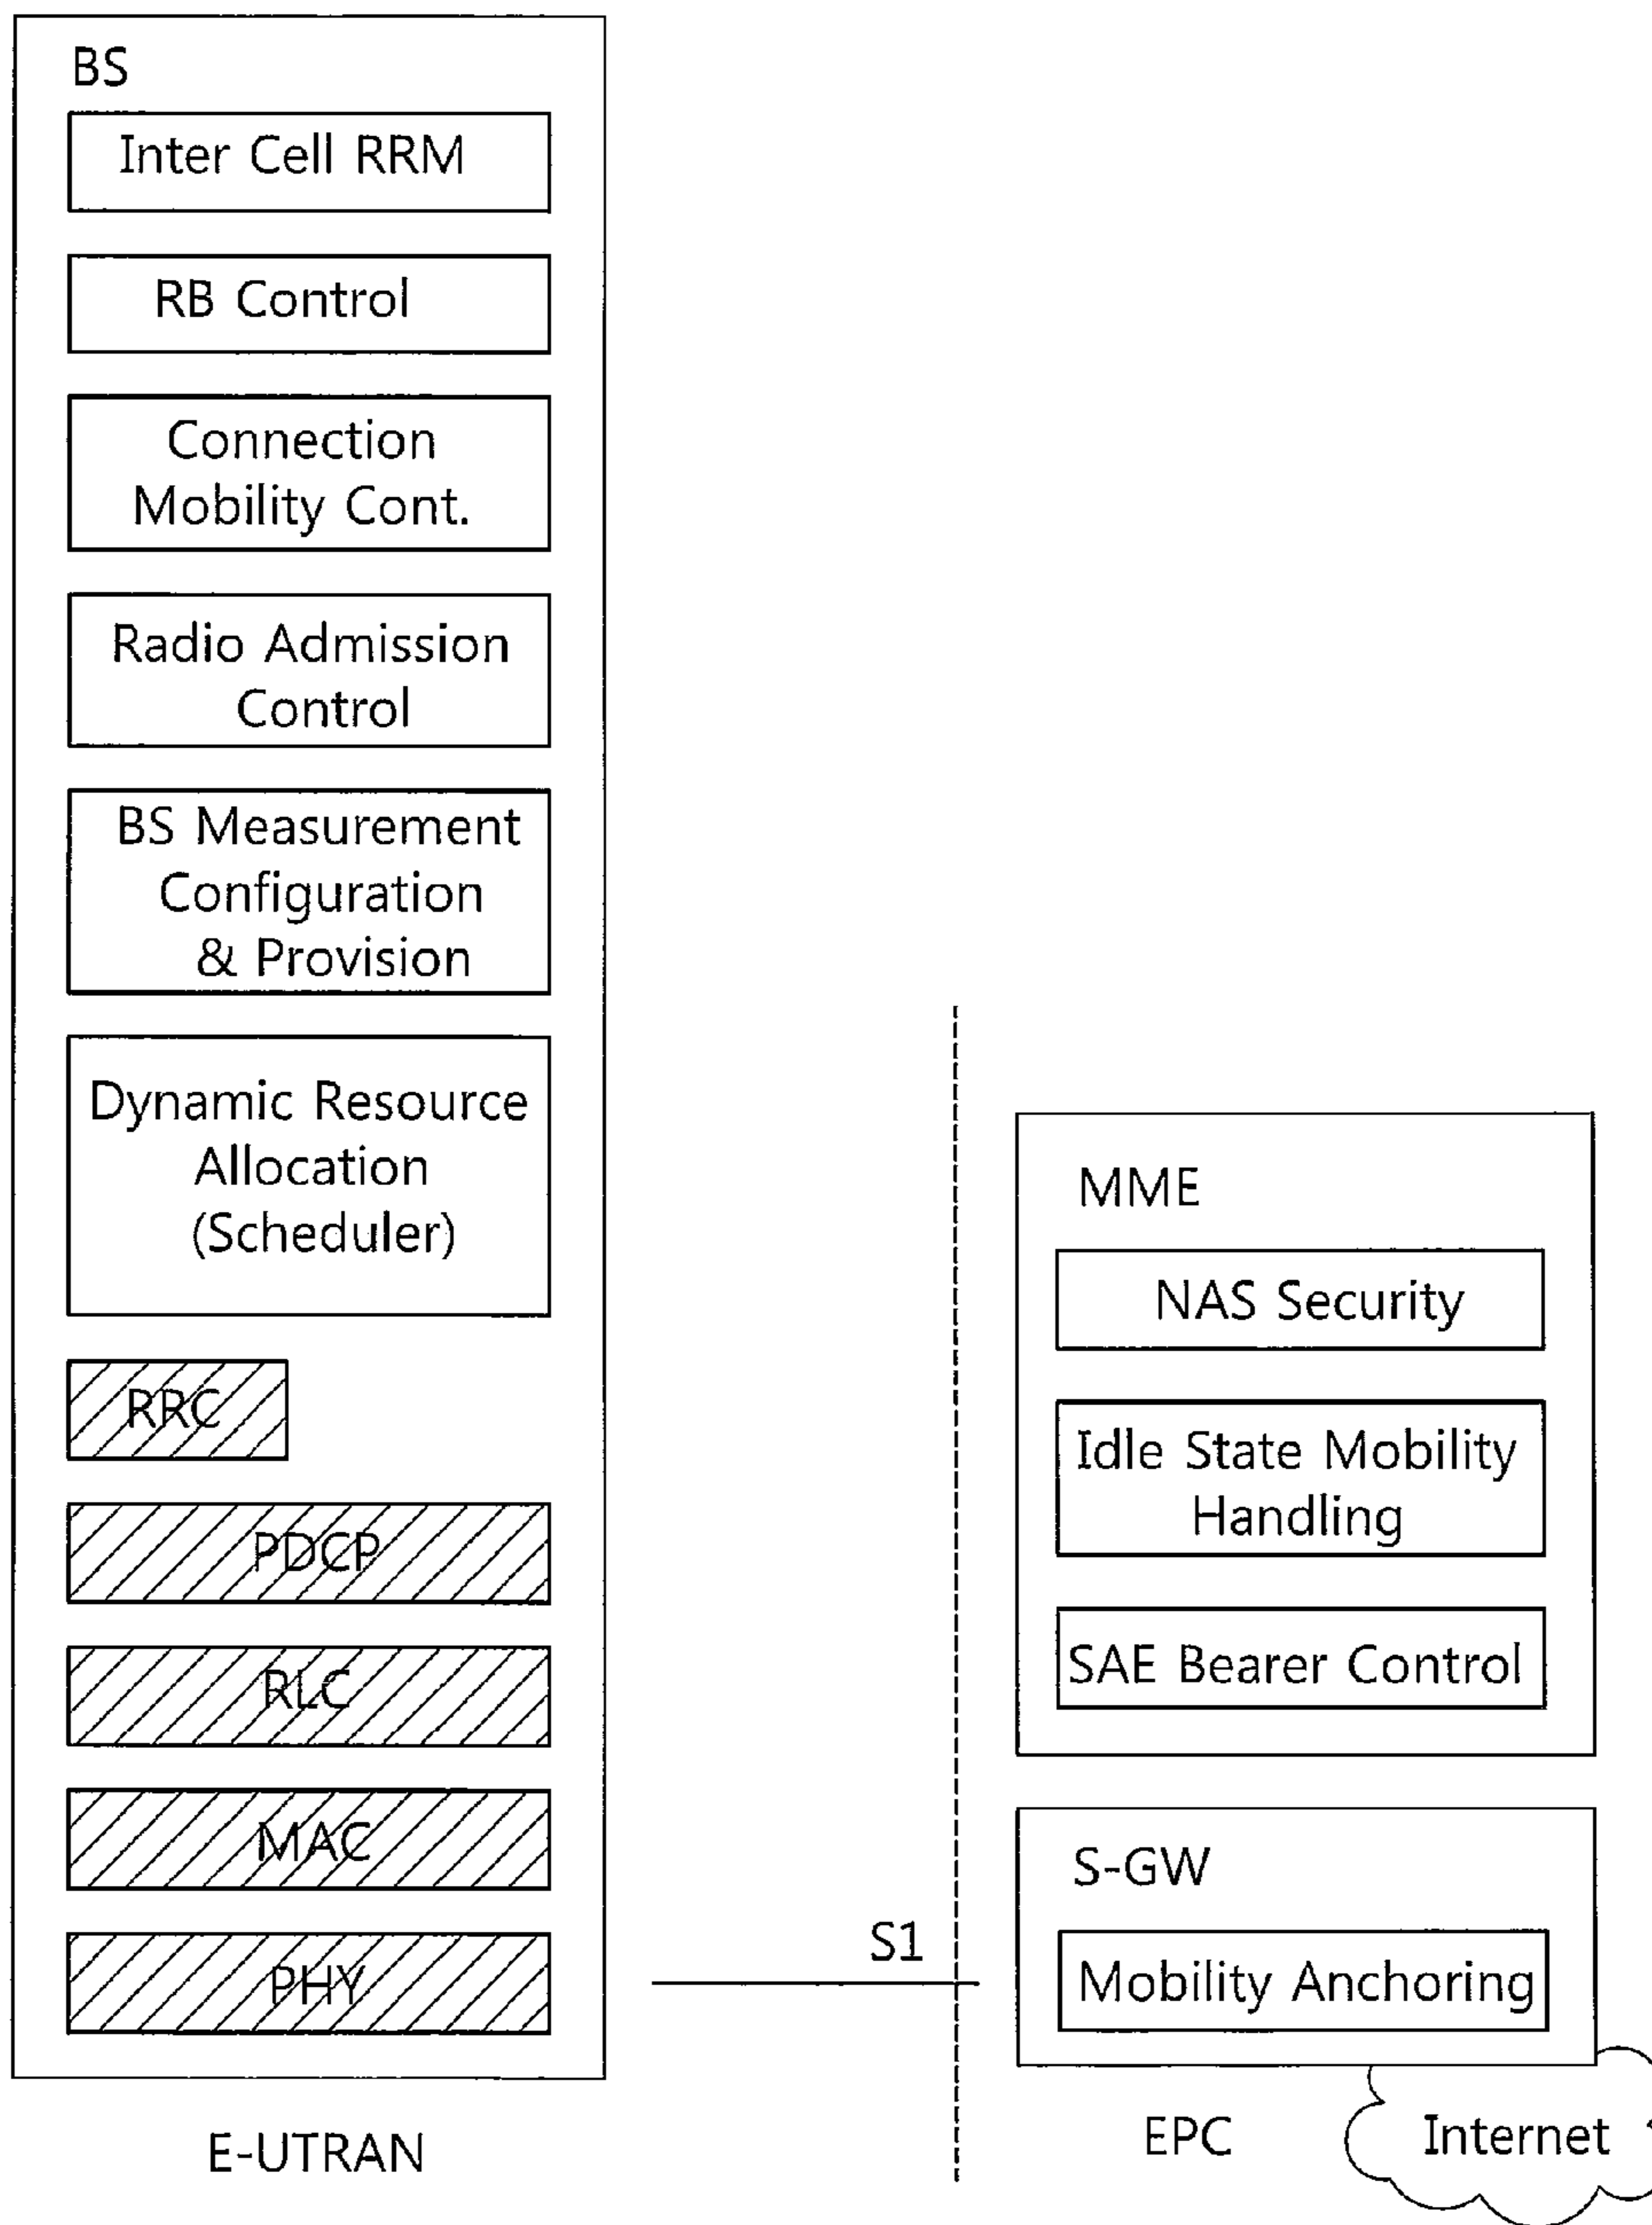 BS
Inter Cell RRM
RB Control
Connection
Mobility Cont.
Radio Admission
Control
BS Measurement
Configuration
& Provision
Dynamic Resource
Allocation
(Scheduler)
RRC
PDCP
RLC
MAC
PHY
E-UTRAN
S1
MME
NAS Security
Idle State Mobility
Handling
SAE Bearer Control
S-GW
Mobility Anchoring
EPC
Internet